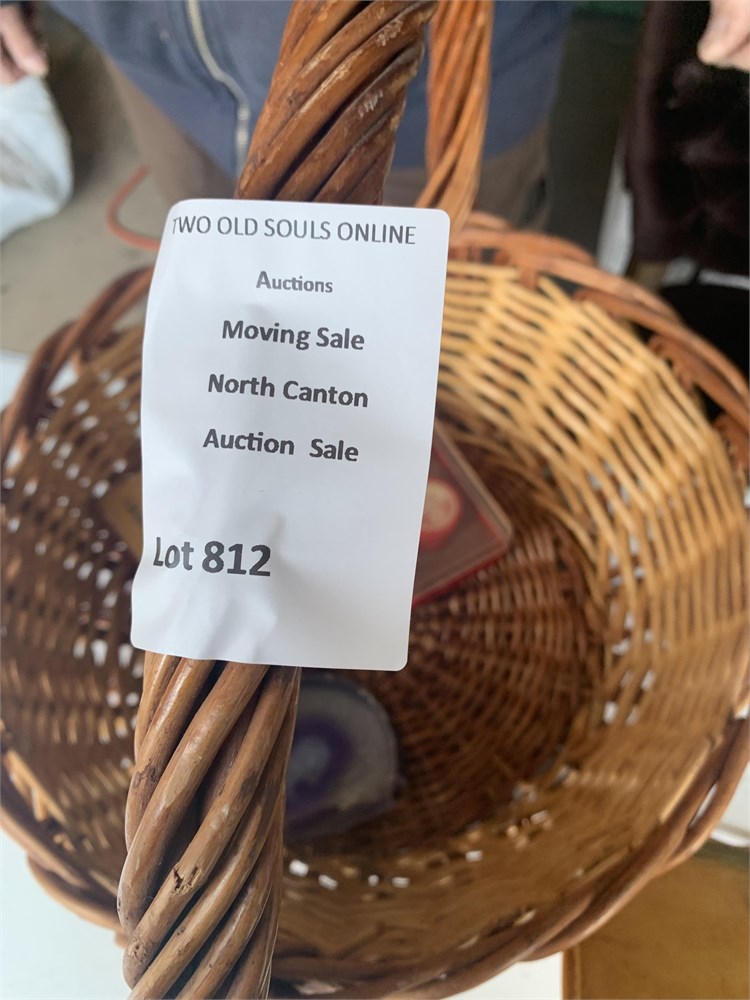 TWO OLD SOULS ONLINE
Auctions
Moving Sale
North Canton
Auction Sale
Lot 812